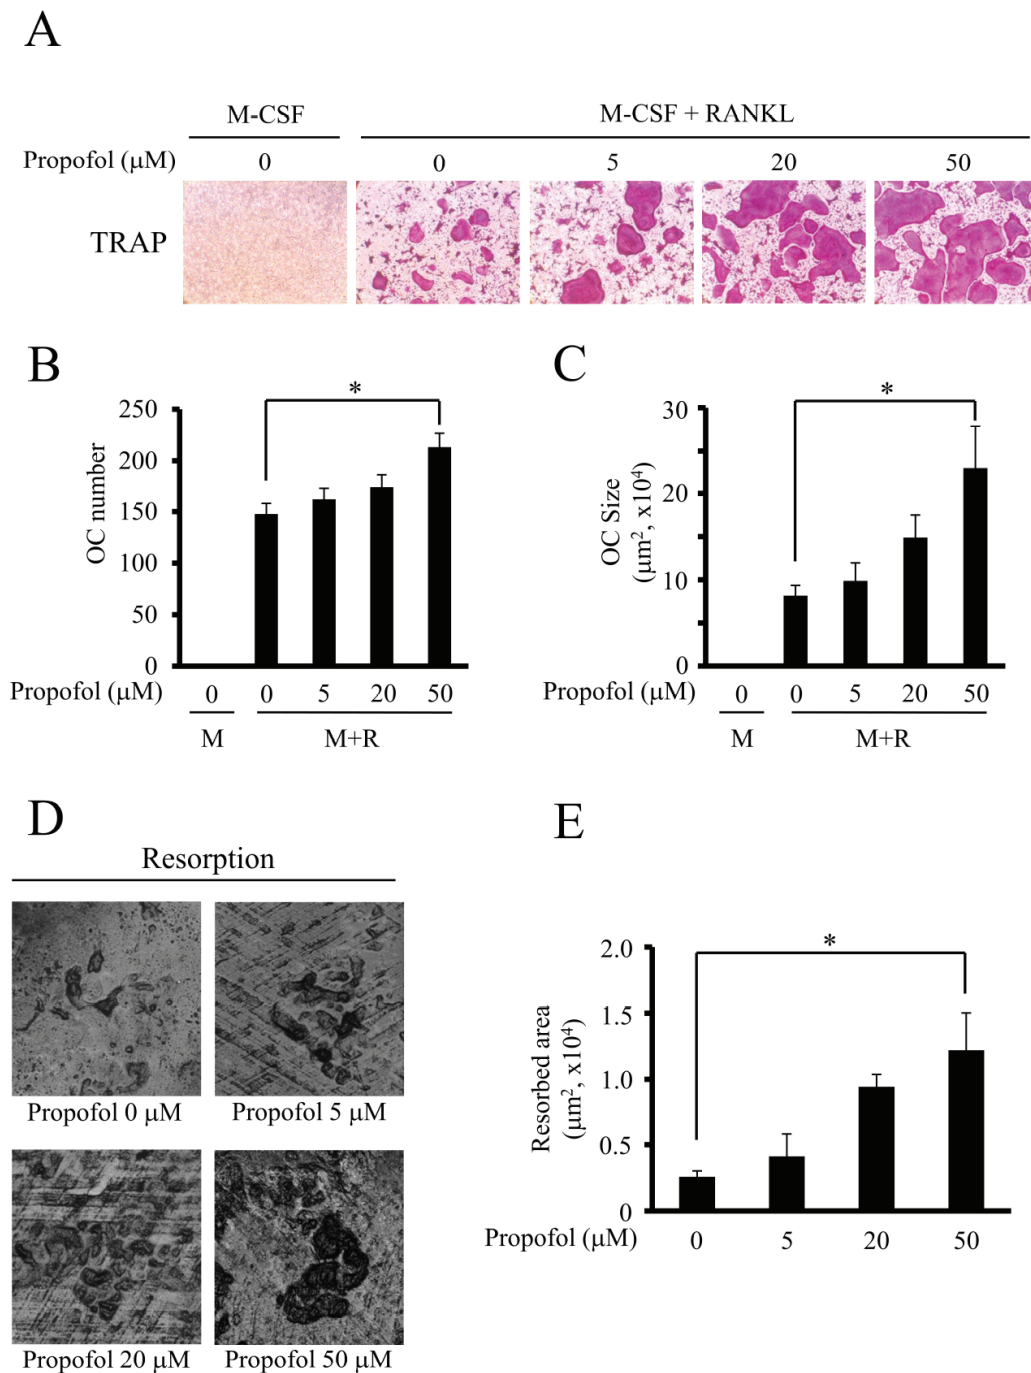 A
M-CSF
M-CSF + RANKL
Propofol (μM)
0
0
5
20
50
TRAP
B
*
OC number
250
200
150
100
50
0
Propofol (μM)
0
0
5
20
50
M
M+R
C
*
OC Size
(μm², x10⁴)
30
20
10
0
Propofol (μM)
0
0
5
20
50
M
M+R
D
Resorption
Propofol 0 μM
Propofol 5 μM
Propofol 20 μM
Propofol 50 μM
E
*
Resorbed area
(μm², x10⁴)
2.0
1.5
1.0
0.5
0
Propofol (μM)
0
5
20
50